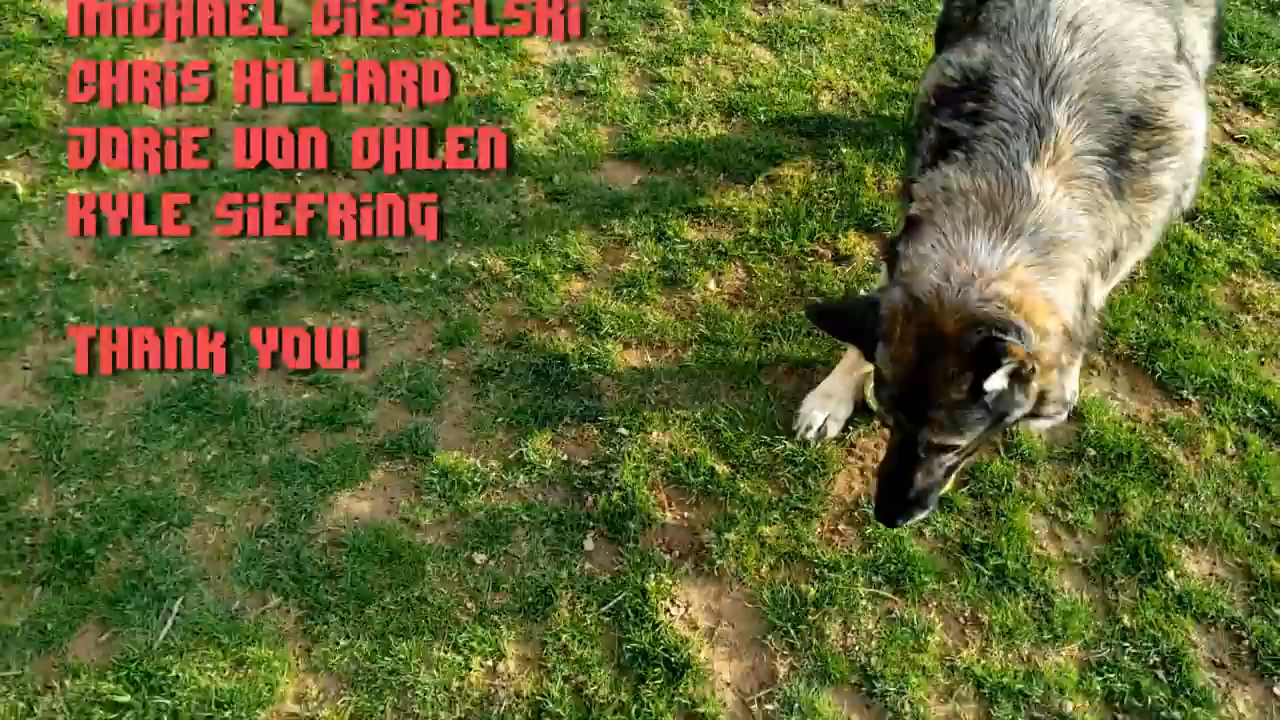 MiCHAEL CiESiELSKi
CHRiS HiLLiARD
JORiE VON OHLEN
KYLE SiEFRiNG
THANK YOU!